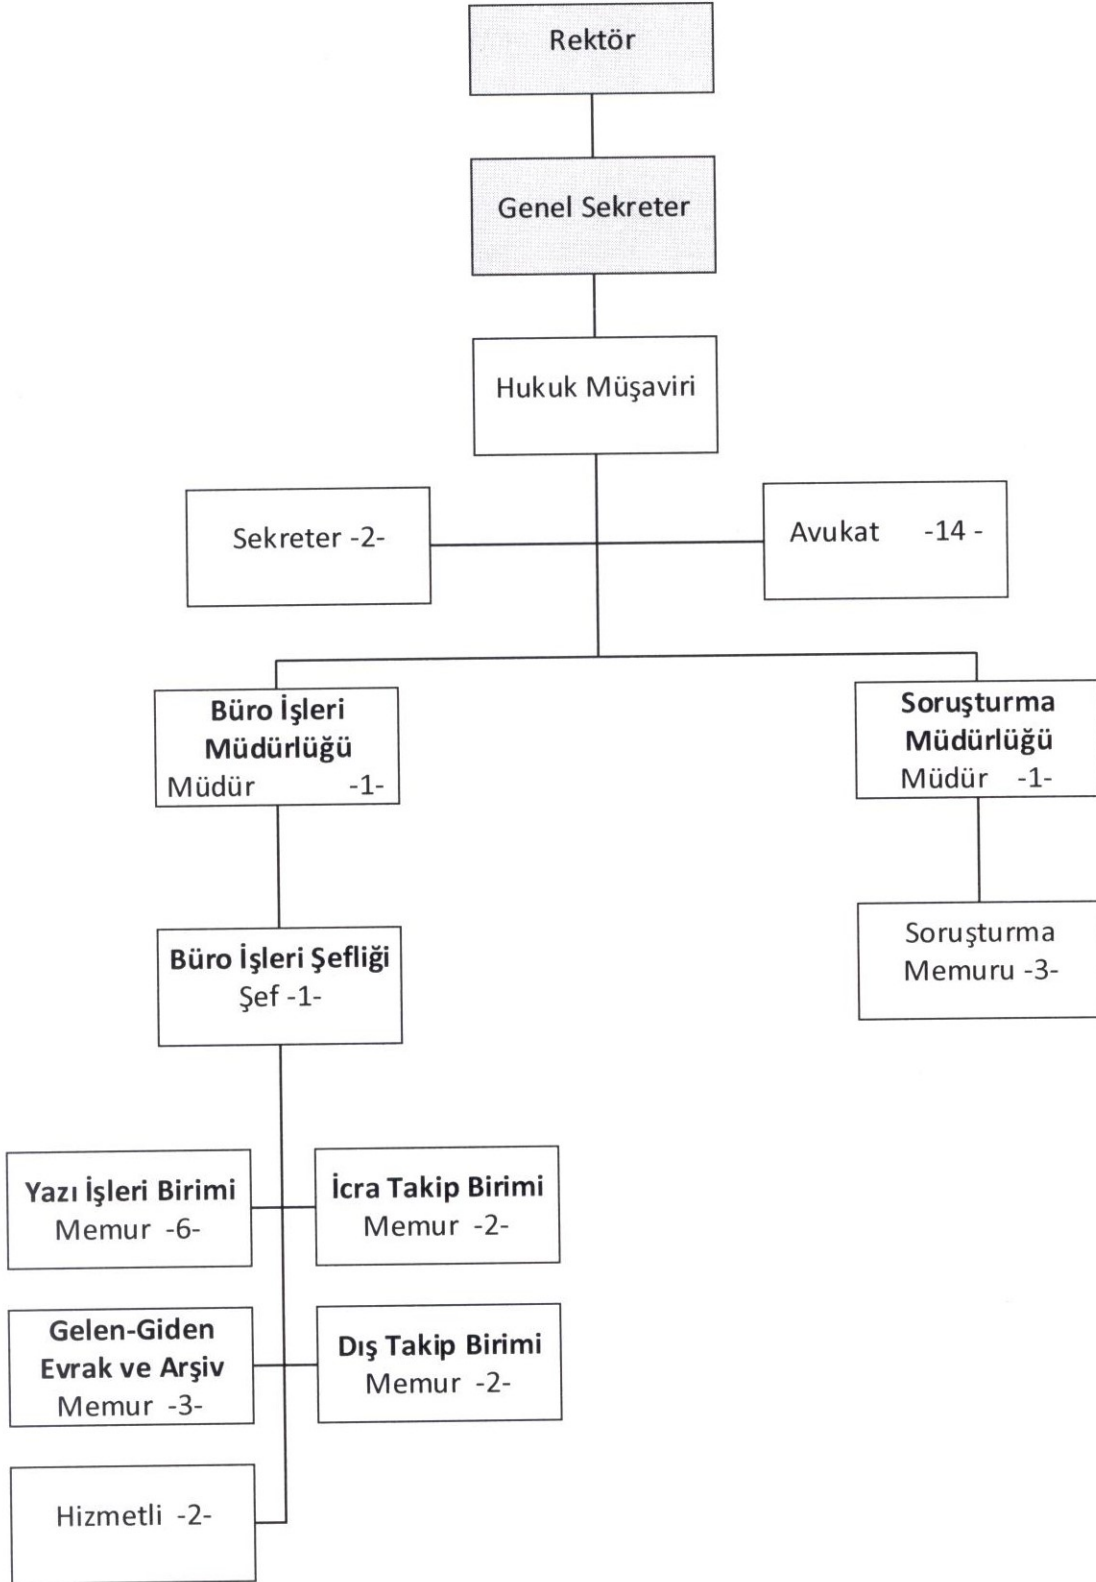 Rektör
Genel Sekreter
Hukuk Müşaviri
Sekreter -2-
Avukat -14 -
Büro İşleri
Müdürlüğü
Müdür -1-
Soruşturma
Müdürlüğü
Müdür -1-
Büro İşleri Şefliği
Şef -1-
Soruşturma
Memuru -3-
Yazı İşleri Birimi
Memur -6-
İcra Takip Birimi
Memur -2-
Gelen-Giden
Evrak ve Arşiv
Memur -3-
Dış Takip Birimi
Memur -2-
Hizmetli -2-